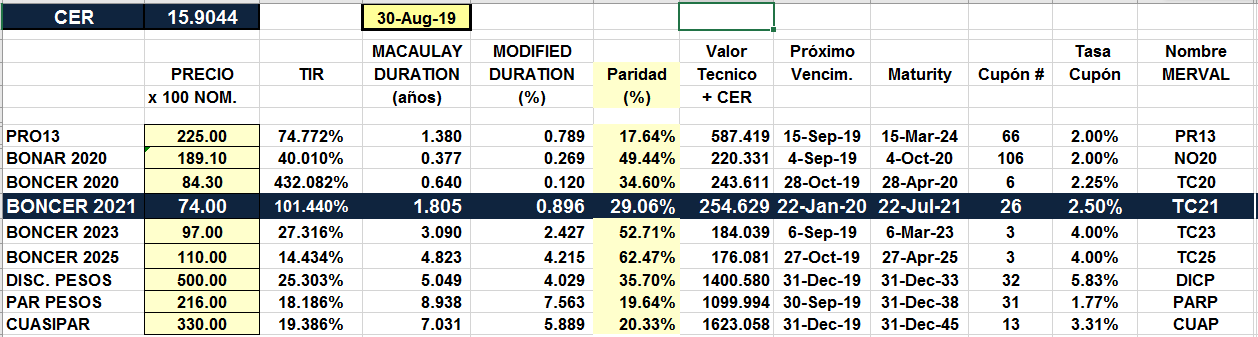 CER 15.9044 30-Aug-19
MACAULAY MODIFIED Valor Próximo Tasa Nombre
PRECIO TIR DURATION DURATION Paridad Tecnico Vencim. Maturity Cupón # Cupón MERVAL
x 100 NOM. (años) (%) (%) + CER
PRO13 225.00 74.772% 1.380 0.789 17.64% 587.419 15-Sep-19 15-Mar-24 66 2.00% PR13
BONAR 2020 189.10 40.010% 0.377 0.269 49.44% 220.331 4-Sep-19 4-Oct-20 106 2.00% NO20
BONCER 2020 84.30 432.082% 0.640 0.120 34.60% 243.611 28-Oct-19 28-Apr-20 6 2.25% TC20
BONCER 2021 74.00 101.440% 1.805 0.896 29.06% 254.629 22-Jan-20 22-Jul-21 26 2.50% TC21
BONCER 2023 97.00 27.316% 3.090 2.427 52.71% 184.039 6-Sep-19 6-Mar-23 3 4.00% TC23
BONCER 2025 110.00 14.434% 4.823 4.215 62.47% 176.081 27-Oct-19 27-Apr-25 3 4.00% TC25
DISC. PESOS 500.00 25.303% 5.049 4.029 35.70% 1400.580 31-Dec-19 31-Dec-33 32 5.83% DICP
PAR PESOS 216.00 18.186% 8.938 7.563 19.64% 1099.994 30-Sep-19 31-Dec-38 31 1.77% PARP
CUASIPAR 330.00 19.386% 7.031 5.889 20.33% 1623.058 31-Dec-19 31-Dec-45 13 3.31% CUAP